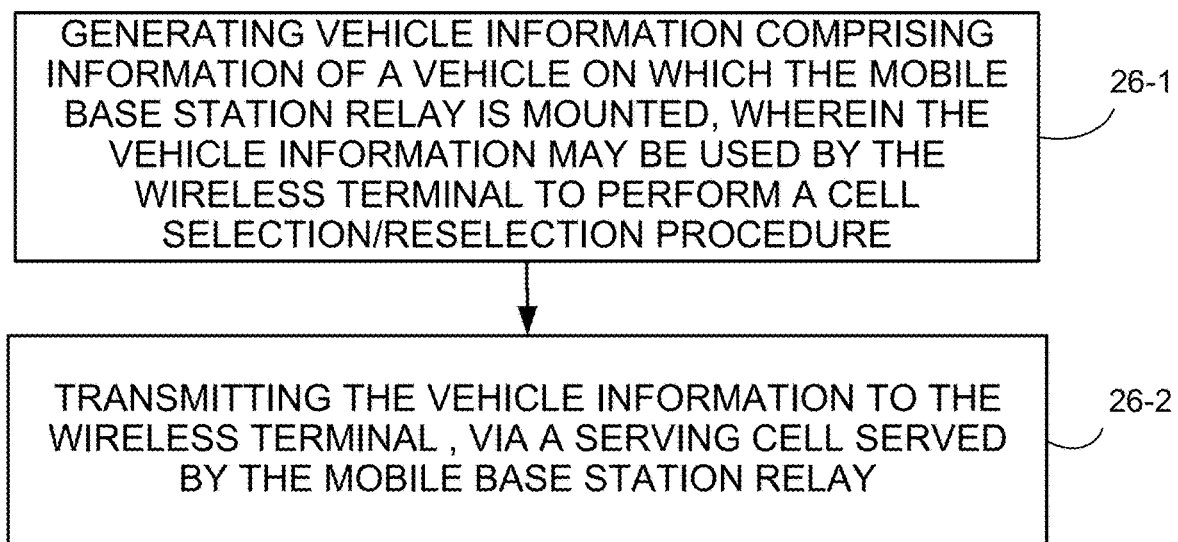 GENERATING VEHICLE INFORMATION COMPRISING
INFORMATION OF A VEHICLE ON WHICH THE MOBILE
BASE STATION RELAY IS MOUNTED, WHEREIN THE
VEHICLE INFORMATION MAY BE USED BY THE
WIRELESS TERMINAL TO PERFORM A CELL
SELECTION/RESELECTION PROCEDURE
26-1
TRANSMITTING THE VEHICLE INFORMATION TO THE
WIRELESS TERMINAL , VIA A SERVING CELL SERVED
BY THE MOBILE BASE STATION RELAY
26-2